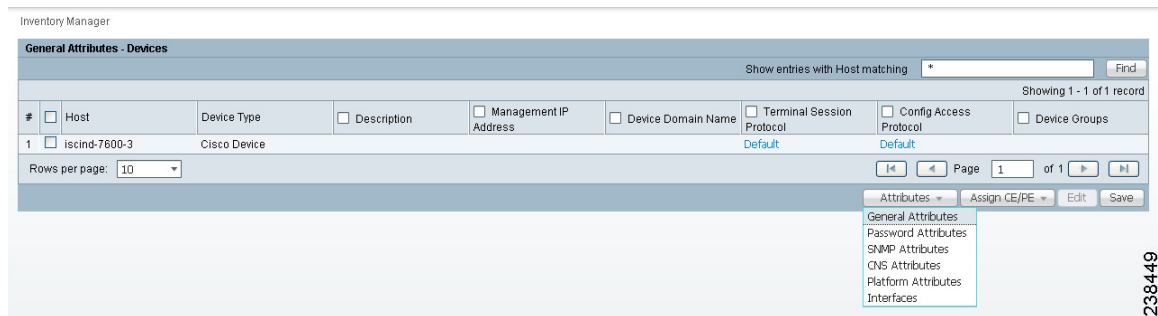 Inventory Manager
General Attributes - Devices
Show entries with Host matching * Find
Showing 1 - 1 of 1 record
# Host Device Type Description Management IP Address Device Domain Name Terminal Session Protocol Config Access Protocol Device Groups
1 iscind-7600-3 Cisco Device Default Default
Rows per page: 10 Page 1 of 1
Attributes Assign CE/PE Edit Save
General Attributes
Password Attributes
SNMP Attributes
CNS Attributes
Platform Attributes
Interfaces
238449